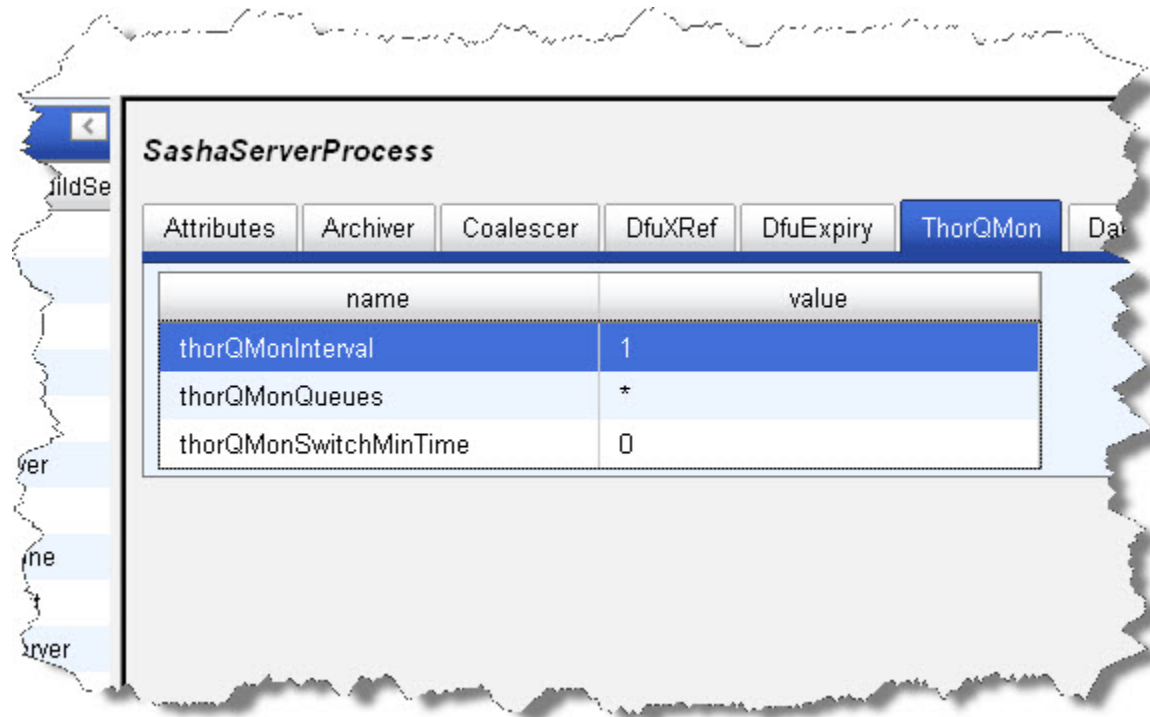 SashaServerProcess
Attributes Archiver Coalescer DfuXRef DfuExpiry ThorQMon
name value
thorQMonInterval 1
thorQMonQueues *
thorQMonSwitchMinTime 0